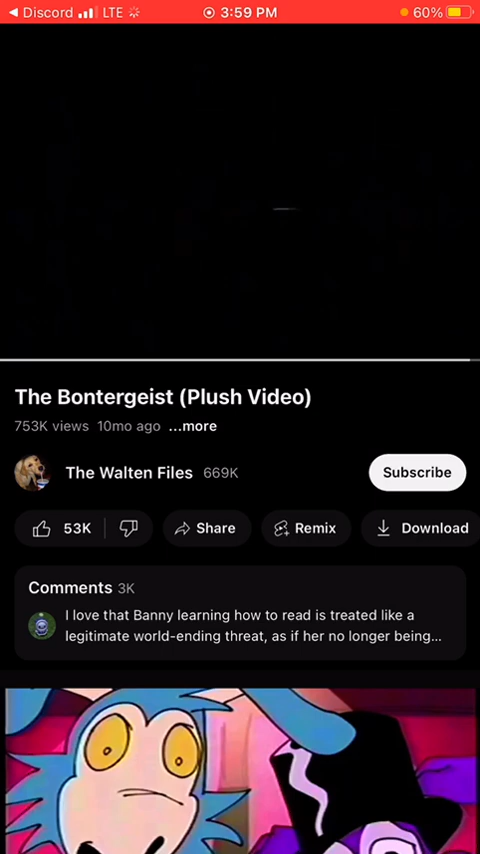 Discord LTE 3:59 PM 60%
The Bontergeist (Plush Video)
753K views 10mo ago ...more
The Walten Files 669K Subscribe
53K Share Remix Download
Comments 3K
I love that Banny learning how to read is treated like a
legitimate world-ending threat, as if her no longer being...